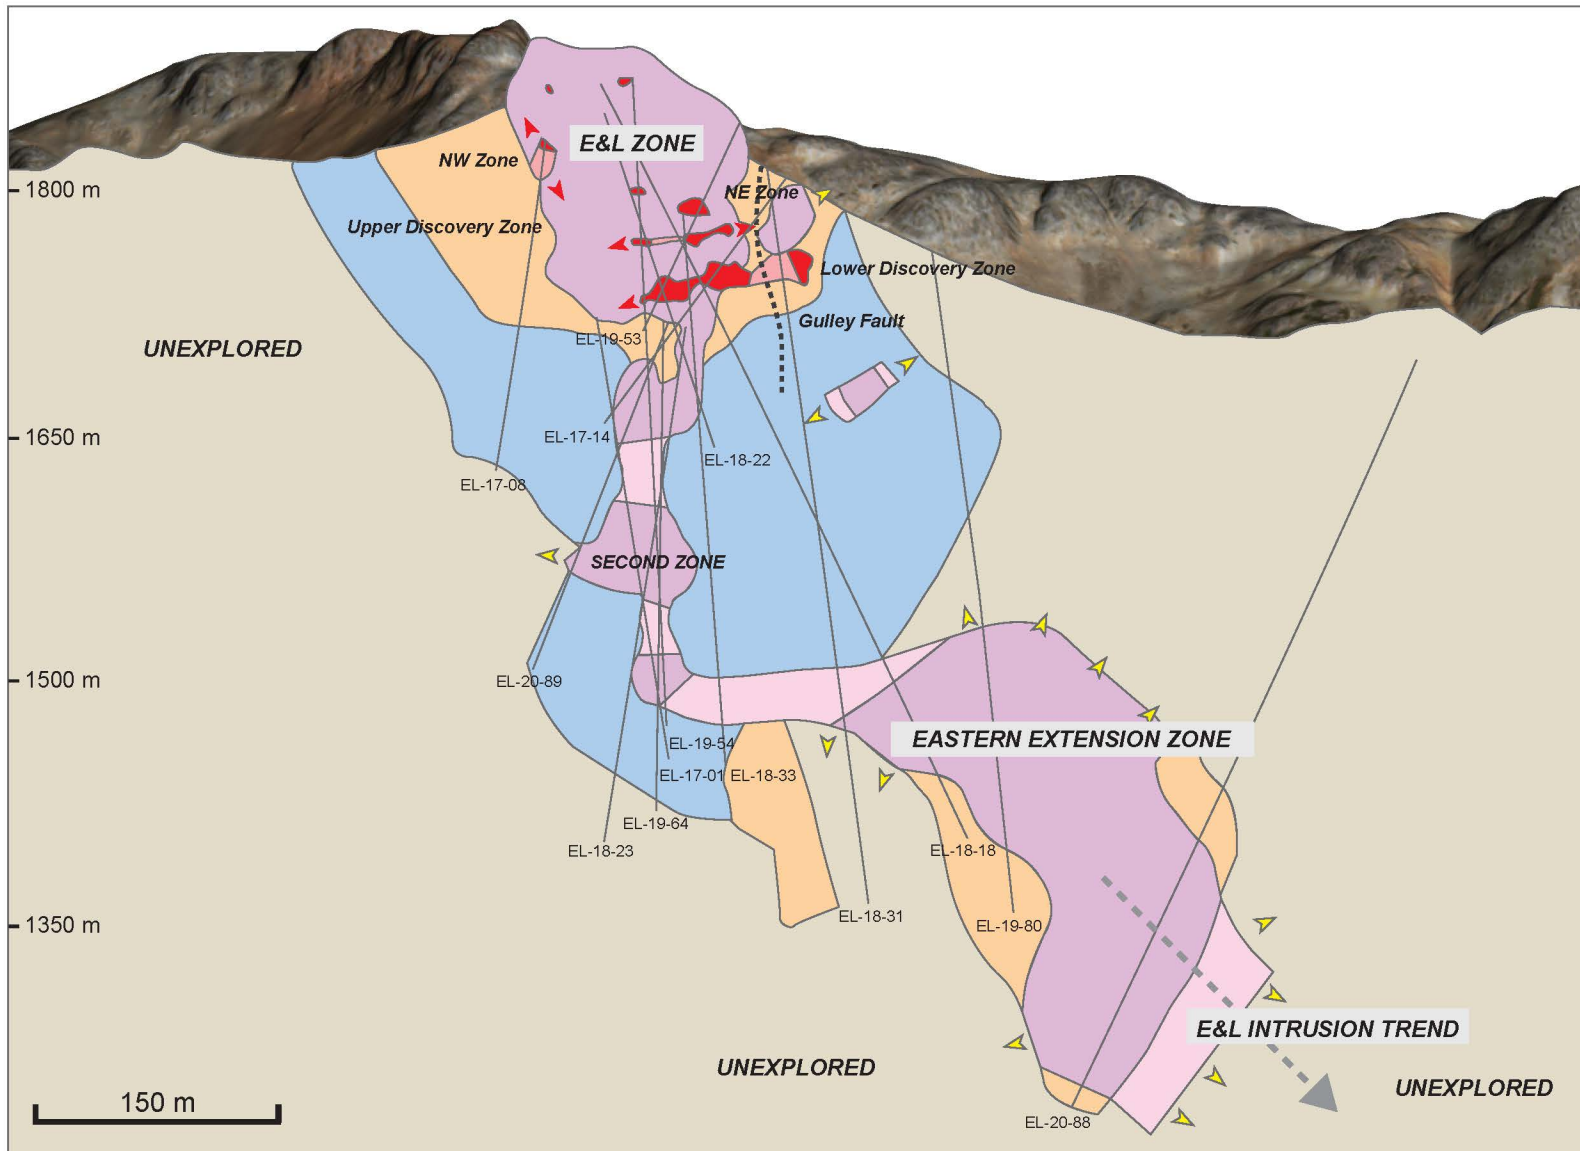 E&L ZONE
NW Zone
1800 m
NE Zone
Upper Discovery Zone
Lower Discovery Zone
Gulley Fault
EL-19-53
UNEXPLORED
1650 m
EL-17-14
EL-18-22
EL-17-08
SECOND ZONE
1500 m
EL-20-89
EASTERN EXTENSION ZONE
EL-19-54
EL-17-01
EL-18-33
EL-19-64
EL-18-23
EL-18-18
1350 m
EL-18-31
EL-19-80
E&L INTRUSION TREND
UNEXPLORED
UNEXPLORED
150 m
EL-20-88